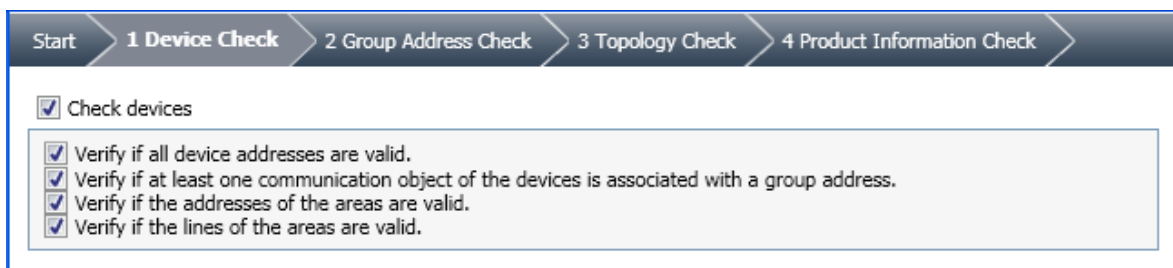 Start 1 Device Check 2 Group Address Check 3 Topology Check 4 Product Information Check
Check devices
Verify if all device addresses are valid.
Verify if at least one communication object of the devices is associated with a group address.
Verify if the addresses of the areas are valid.
Verify if the lines of the areas are valid.